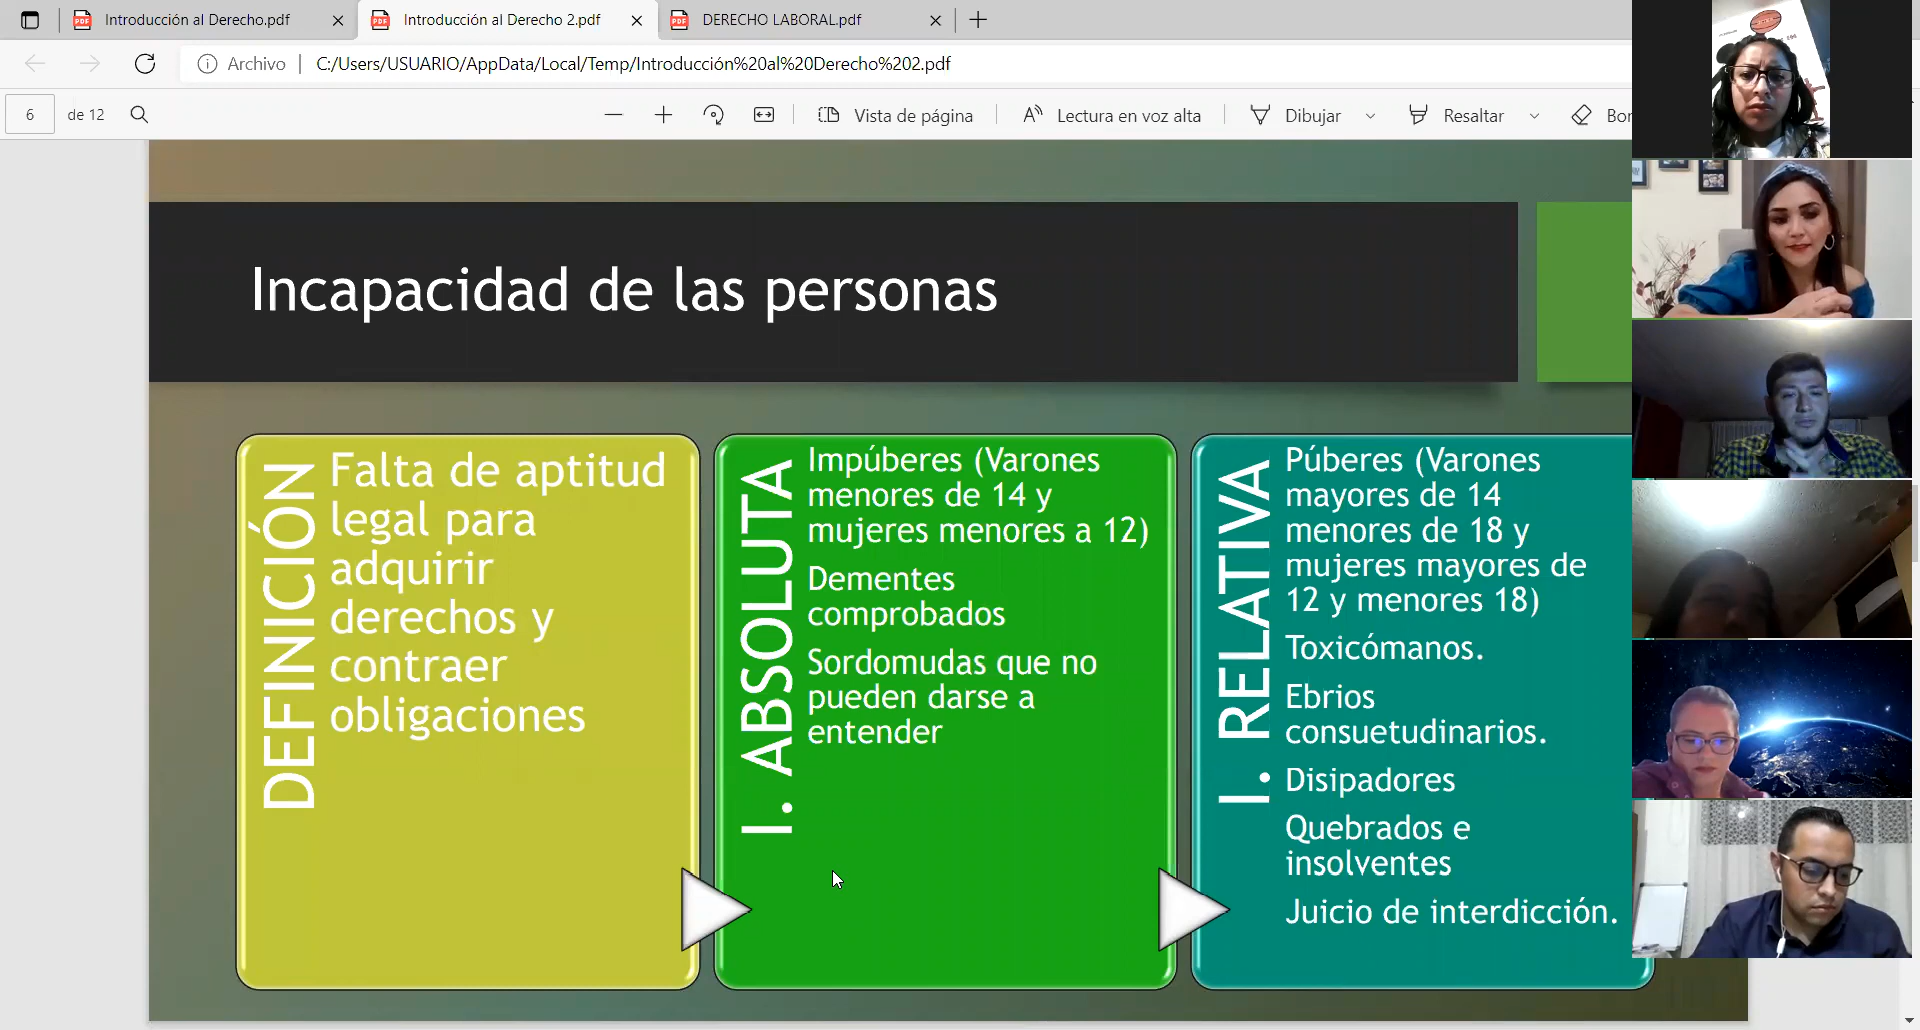 Introducción al Derecho.pdf
Introducción al Derecho 2.pdf
DERECHO LABORAL.pdf
Archivo
C:/Users/USUARIO/AppData/Local/Temp/Introducción%20al%20Derecho%202.pdf
6 de 12
Vista de página
Lectura en voz alta
Dibujar
Resaltar
Bor
Incapacidad de las personas
DEFINICIÓN
Falta de aptitud
legal para
adquirir
derechos y
contraer
obligaciones
I. ABSOLUTA
Impúberes (Varones
menores de 14 y
mujeres menores a 12)
Dementes
comprobados
Sordomudas que no
pueden darse a
entender
I. RELATIVA
Púberes (Varones
mayores de 14
menores de 18 y
mujeres mayores de
12 y menores 18)
Toxicómanos.
Ebrios
consuetudinarios.
Disipadores
Quebrados e
insolventes
Juicio de interdicción.